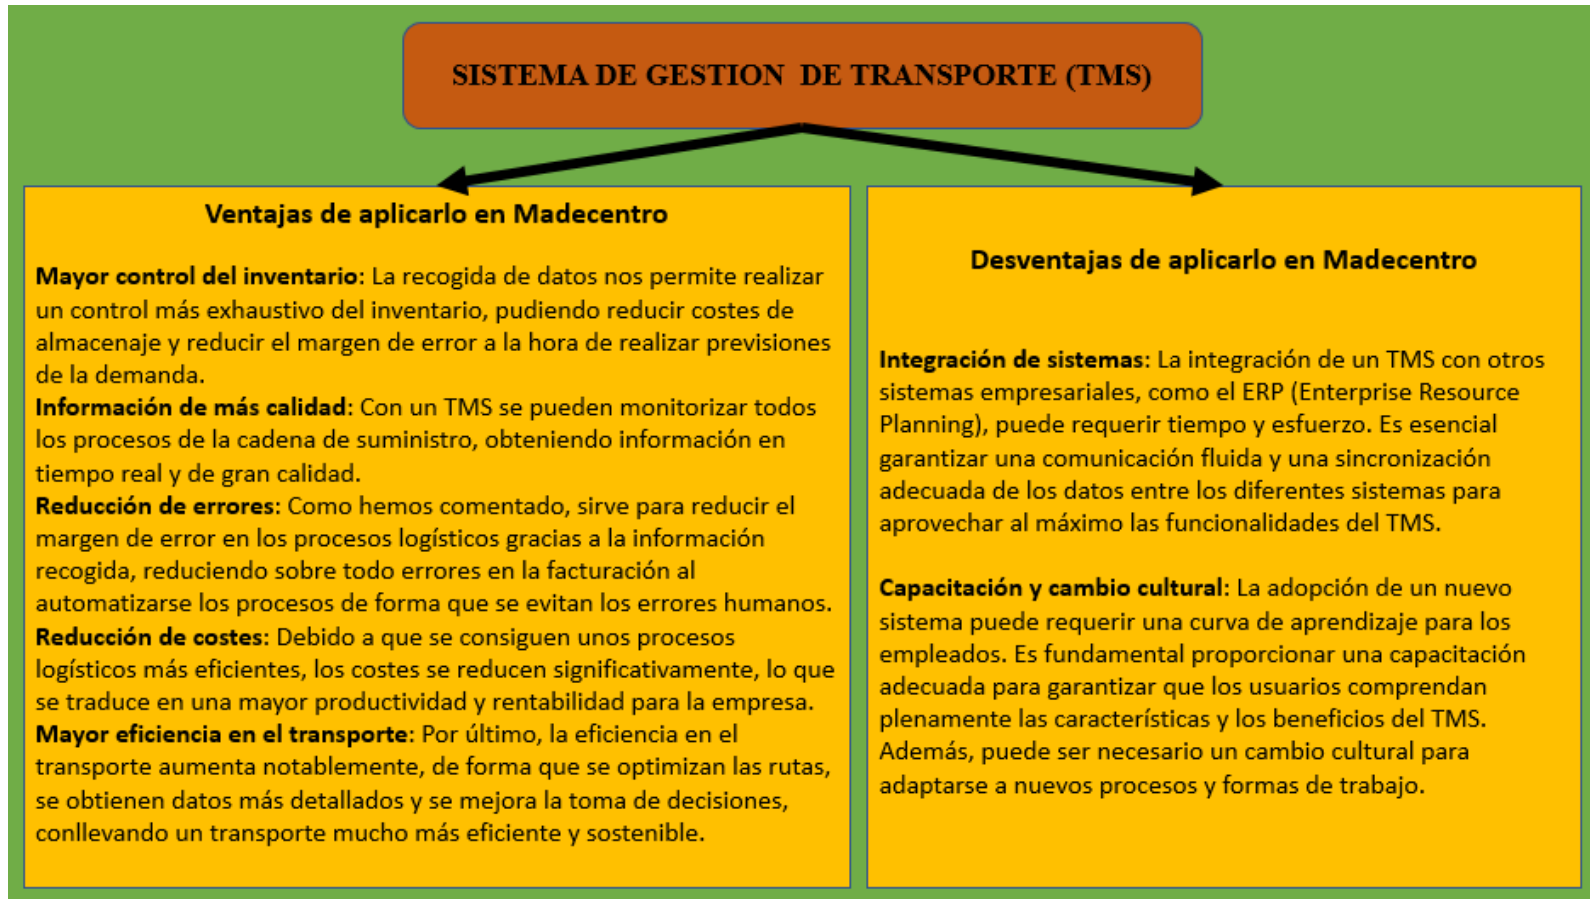 SISTEMA DE GESTION  DE TRANSPORTE (TMS)
Ventajas de aplicarlo en Madecentro
Mayor control del inventario: La recogida de datos nos permite realizar
un control más exhaustivo del inventario, pudiendo reducir costes de
almacenaje y reducir el margen de error a la hora de realizar previsiones
de la demanda.
Información de más calidad: Con un TMS se pueden monitorizar todos
los procesos de la cadena de suministro, obteniendo información en
tiempo real y de gran calidad.
Reducción de errores: Como hemos comentado, sirve para reducir el
margen de error en los procesos logísticos gracias a la información
recogida, reduciendo sobre todo errores en la facturación al
automatizarse los procesos de forma que se evitan los errores humanos.
Reducción de costes: Debido a que se consiguen unos procesos
logísticos más eficientes, los costes se reducen significativamente, lo que
se traduce en una mayor productividad y rentabilidad para la empresa.
Mayor eficiencia en el transporte: Por último, la eficiencia en el
transporte aumenta notablemente, de forma que se optimizan las rutas,
se obtienen datos más detallados y se mejora la toma de decisiones,
conllevando un transporte mucho más eficiente y sostenible.
Desventajas de aplicarlo en Madecentro
Integración de sistemas: La integración de un TMS con otros
sistemas empresariales, como el ERP (Enterprise Resource
Planning), puede requerir tiempo y esfuerzo. Es esencial
garantizar una comunicación fluida y una sincronización
adecuada de los datos entre los diferentes sistemas para
aprovechar al máximo las funcionalidades del TMS.
Capacitación y cambio cultural: La adopción de un nuevo
sistema puede requerir una curva de aprendizaje para los
empleados. Es fundamental proporcionar una capacitación
adecuada para garantizar que los usuarios comprendan
plenamente las características y los beneficios del TMS.
Además, puede ser necesario un cambio cultural para
adaptarse a nuevos procesos y formas de trabajo.